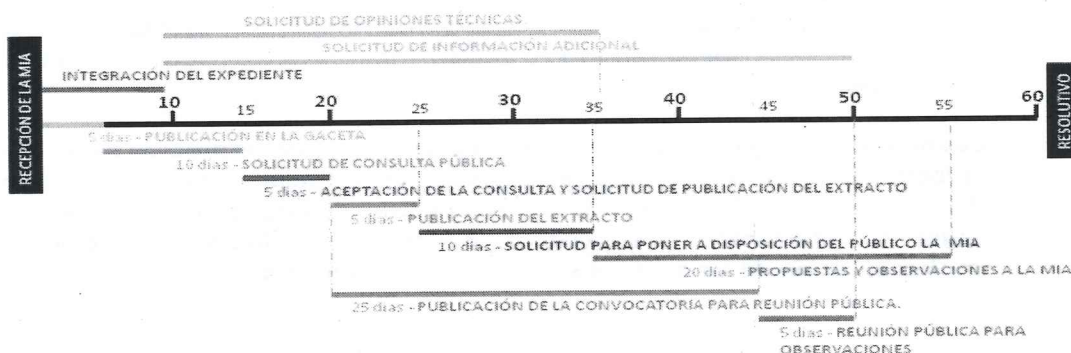 SOLICITUD DE OPINIONES TÉCNICAS
SOLICITUD DE INFORMACIÓN ADICIONAL
RECEPCIÓN DE LA MIA
INTEGRACIÓN DEL EXPEDIENTE
10 15 20 25 30 35 40 45 50 55 60
RESOLUTIVO
5 días - PUBLICACIÓN EN LA GACETA
10 días - SOLICITUD DE CONSULTA PÚBLICA
5 días - ACEPTACIÓN DE LA CONSULTA Y SOLICITUD DE PUBLICACIÓN DEL EXTRACTO
5 días - PUBLICACIÓN DEL EXTRACTO
10 días - SOLICITUD PARA PONER A DISPOSICIÓN DEL PÚBLICO LA MIA
20 días - PROPUESTAS Y OBSERVACIONES A LA MIA
25 días - PUBLICACIÓN DE LA CONVOCATORIA PARA REUNIÓN PÚBLICA.
5 días - REUNIÓN PÚBLICA PARA
OBSERVACIONES